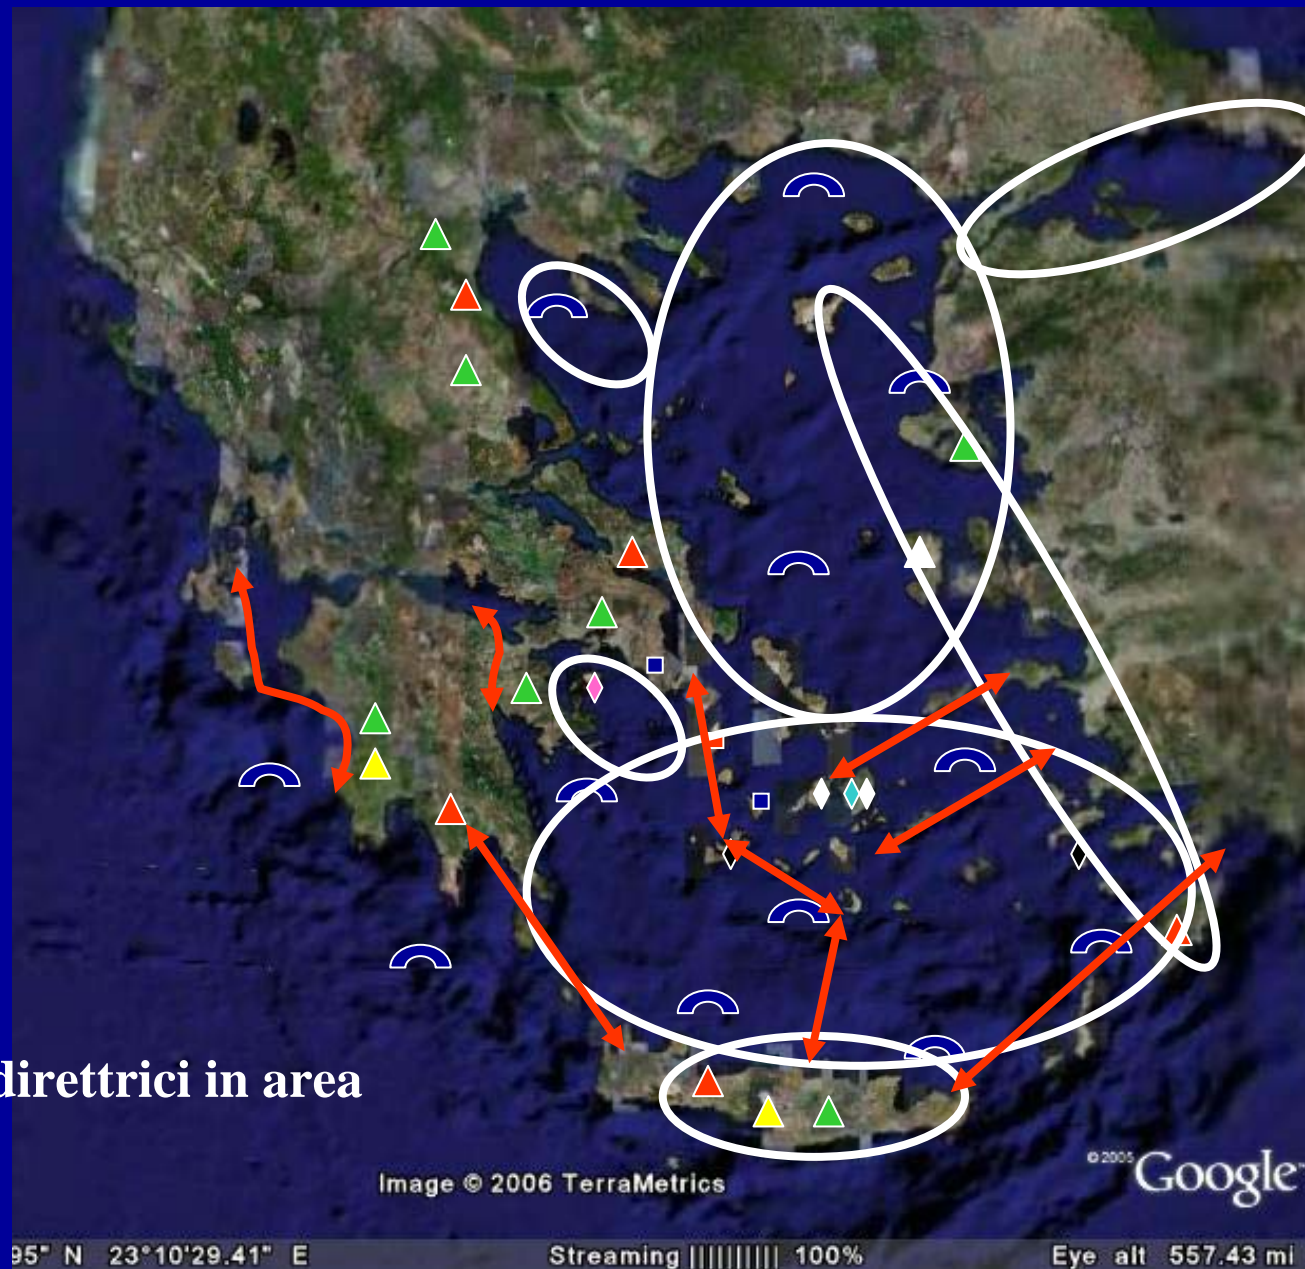 direttrici in area
© 2005 Google
Image © 2006 TerraMetrics
95" N 23°10'29.41" E Streaming |||||||||| 100% Eye alt 557.43 mi